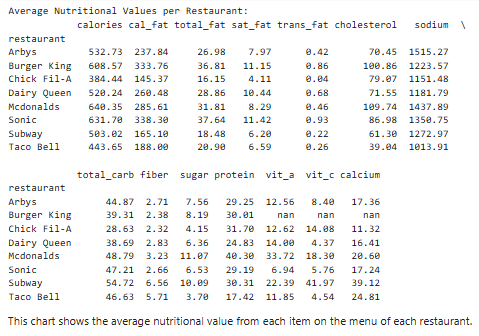 Average Nutritional Values per Restaurant:
calories cal_fat total_fat sat_fat trans_fat cholesterol sodium \
restaurant
Arbys 532.73 237.84 26.98 7.97 0.42 70.45 1515.27
Burger King 608.57 333.76 36.81 11.15 0.86 100.86 1223.57
Chick Fil-A 384.44 145.37 16.15 4.11 0.04 79.07 1151.48
Dairy Queen 520.24 260.48 28.86 10.44 0.68 71.55 1181.79
Mcdonalds 640.35 285.61 31.81 8.29 0.46 109.74 1437.89
Sonic 631.70 338.30 37.64 11.42 0.93 86.98 1350.75
Subway 503.02 165.10 18.48 6.20 0.22 61.30 1272.97
Taco Bell 443.65 188.00 20.90 6.59 0.26 39.04 1013.91
total_carb fiber sugar protein vit_a vit_c calcium
restaurant
Arbys 44.87 2.71 7.56 29.25 12.56 8.40 17.36
Burger King 39.31 2.38 8.19 30.01 nan nan nan
Chick Fil-A 28.63 2.32 4.15 31.70 12.62 14.08 11.32
Dairy Queen 38.69 2.83 6.36 24.83 14.00 4.37 16.41
Mcdonalds 48.79 3.23 11.07 40.30 33.72 18.30 20.60
Sonic 47.21 2.66 6.53 29.19 6.94 5.76 17.24
Subway 54.72 6.56 10.09 30.31 22.39 41.97 39.12
Taco Bell 46.63 5.71 3.70 17.42 11.85 4.54 24.81
This chart shows the average nutritional value from each item on the menu of each restaurant.